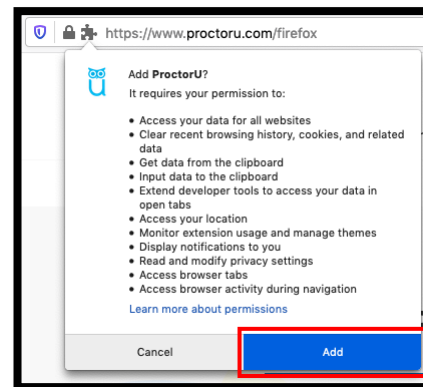 https://www.proctoru.com/firefox
Add ProctorU?
It requires your permission to:
• Access your data for all websites
• Clear recent browsing history, cookies, and related
data
• Get data from the clipboard
• Input data to the clipboard
• Extend developer tools to access your data in
open tabs
• Access your location
• Monitor extension usage and manage themes
• Display notifications to you
• Read and modify privacy settings
• Access browser tabs
• Access browser activity during navigation
Learn more about permissions
Cancel Add